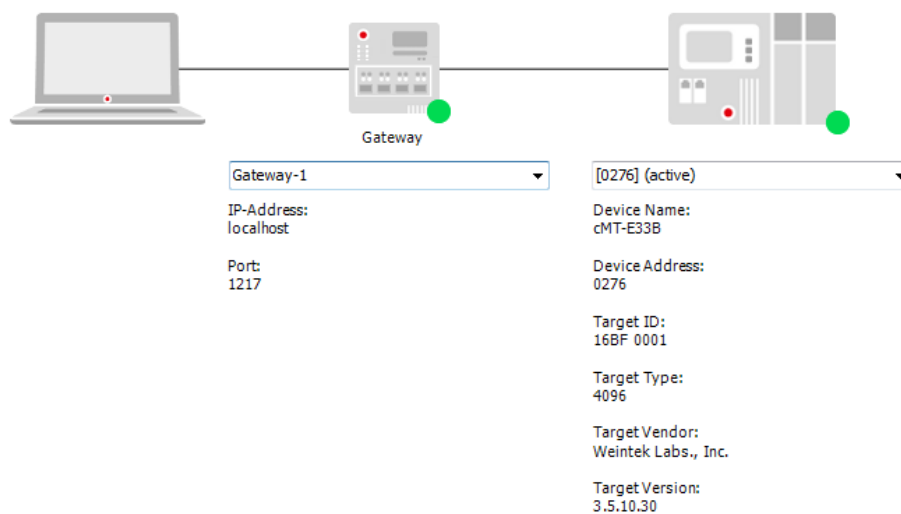 Gateway
Gateway-1
IP-Address:
localhost
Port:
1217
[0276] (active)
Device Name:
cMT-E33B
Device Address:
0276
Target ID:
16BF 0001
Target Type:
4096
Target Vendor:
Weintek Labs., Inc.
Target Version:
3.5.10.30